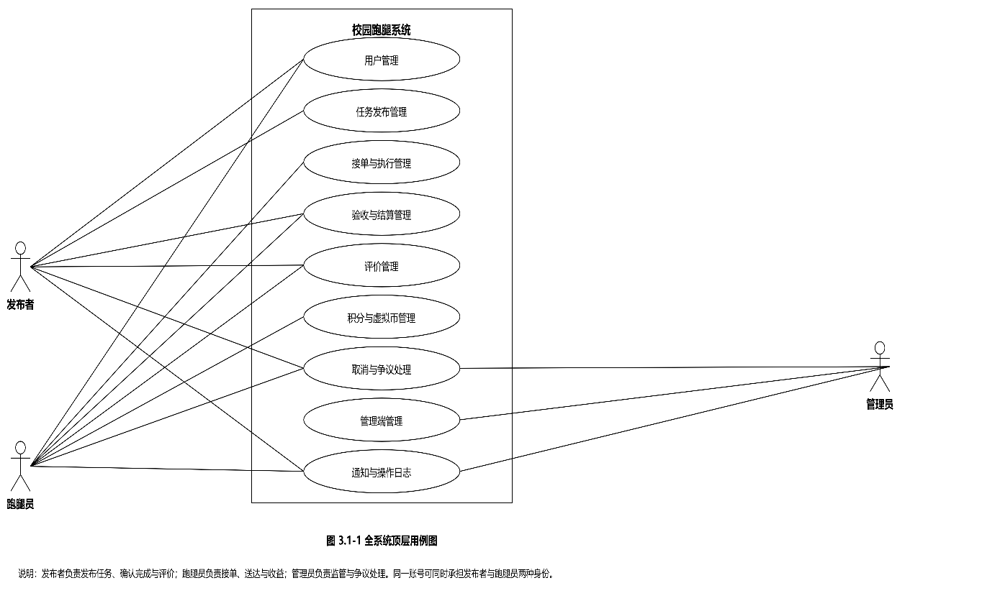 校园跑腿系统
用户管理
任务发布管理
接单与执行管理
验收与结算管理
评价管理
发布者
积分与虚拟币管理
取消与争议处理
管理员
管理端管理
通知与操作日志
跑腿员
图 3.1-1 全系统顶层用例图
说明：发布者负责发布任务、确认完成与评价；跑腿员负责接单、送达与收益；管理员负责监管与争议处理。同一账号可同时承担发布者与跑腿员两种身份。